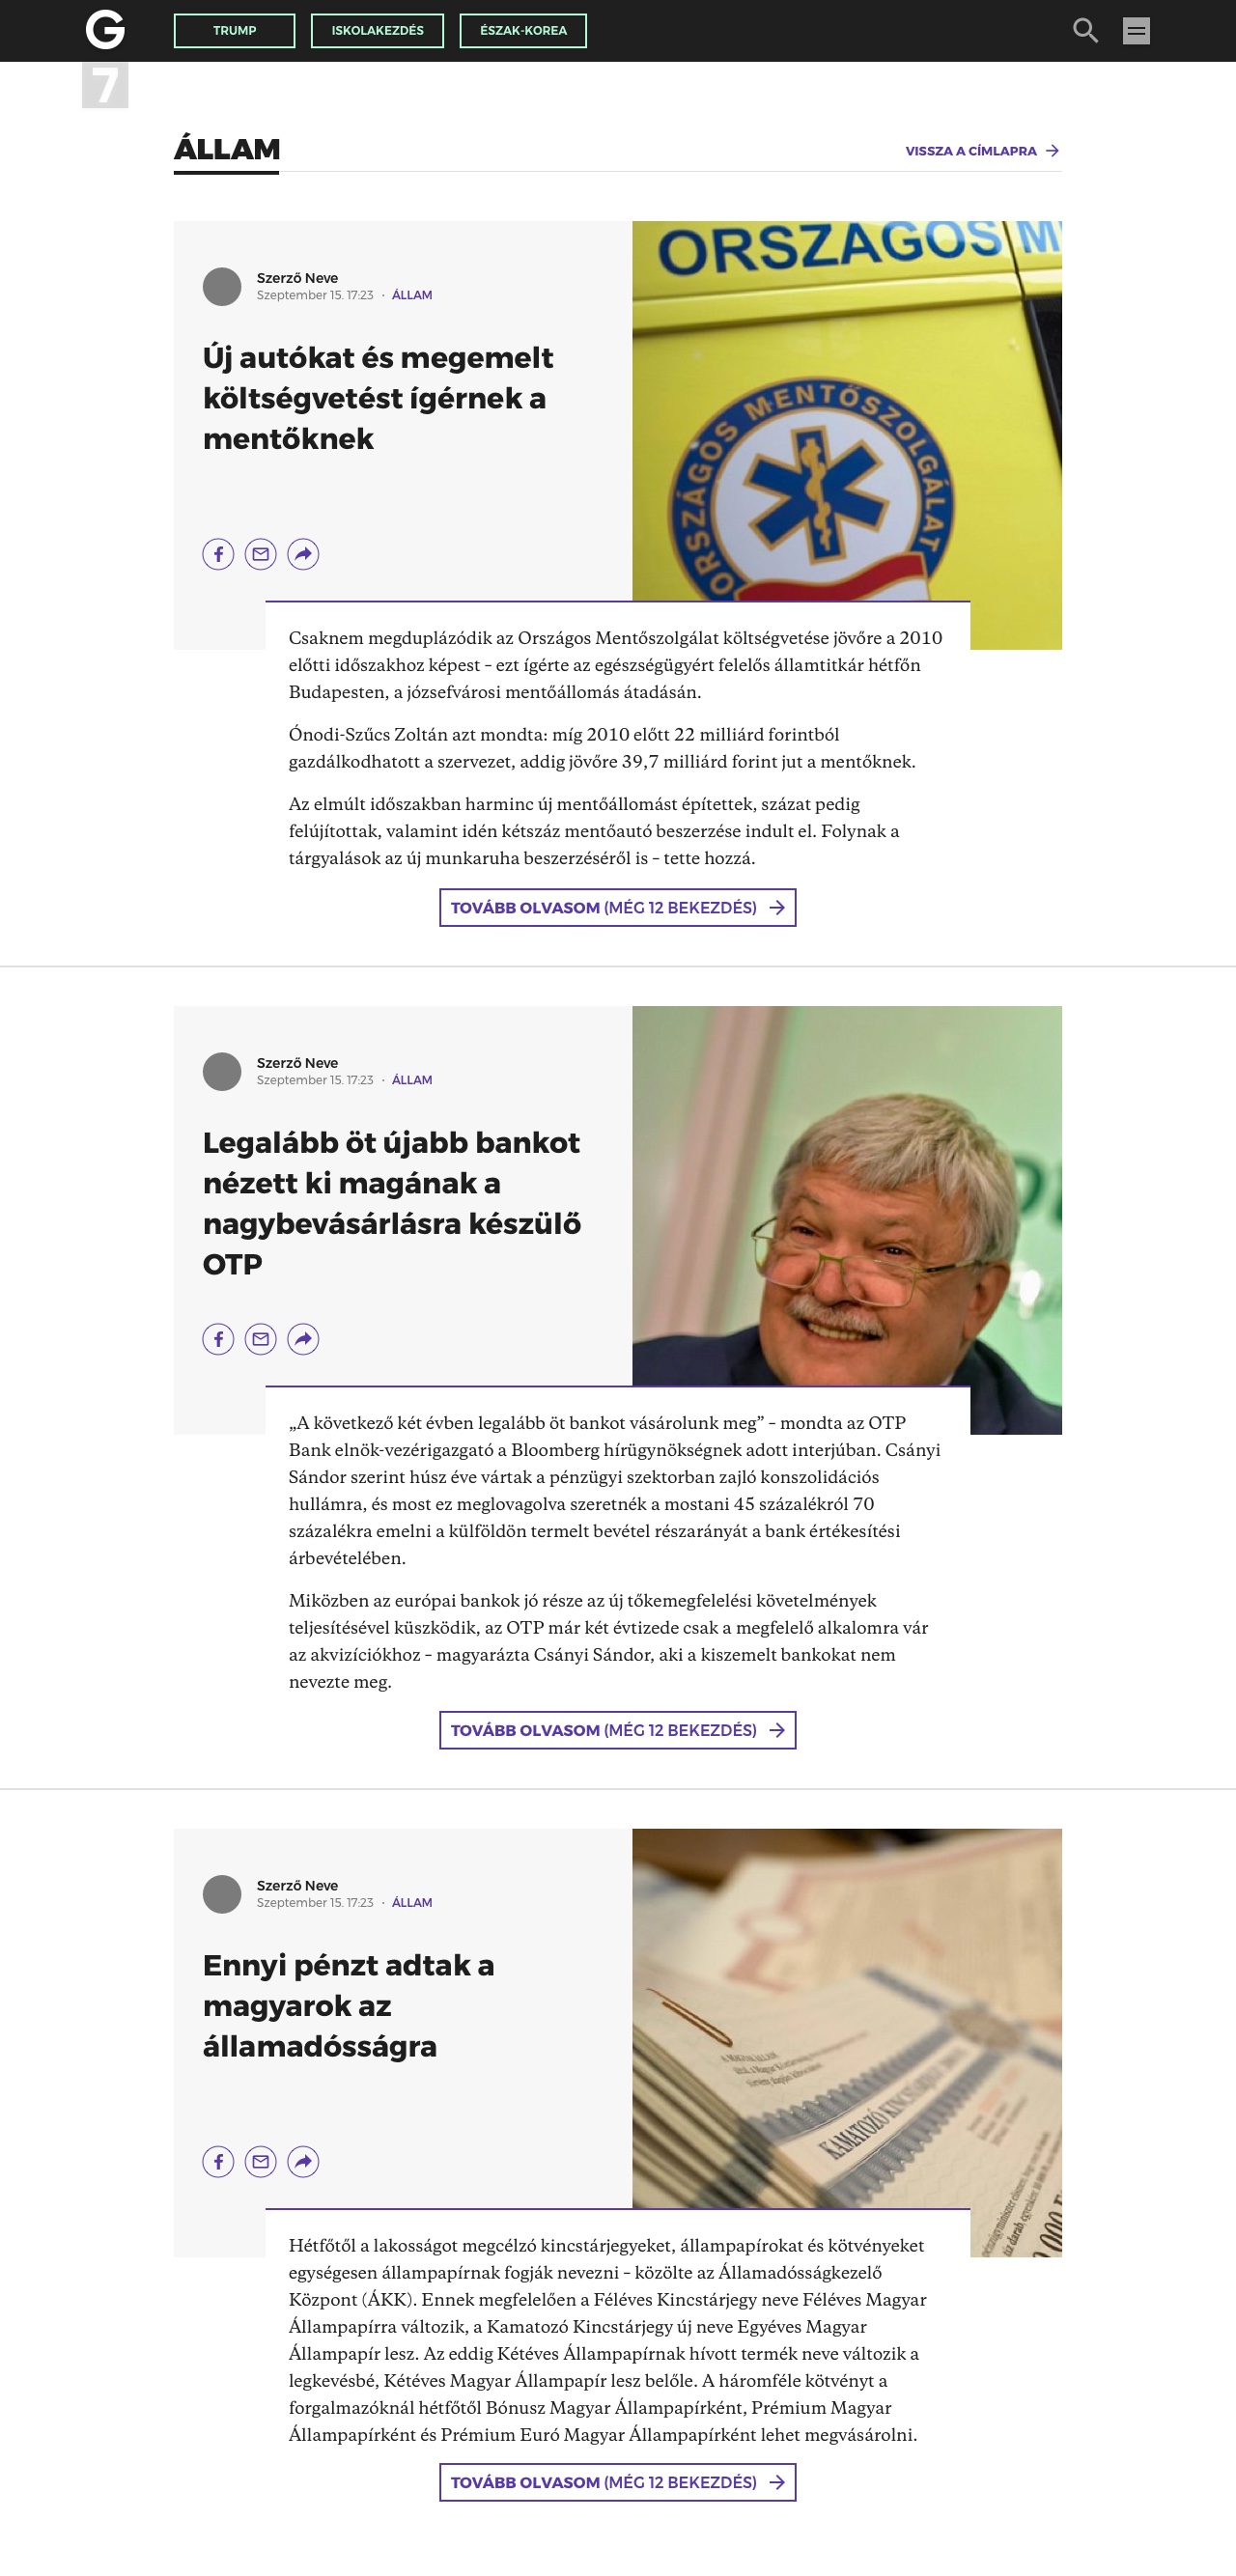 G
TRUMP
ISKOLAKEZDÉS
ÉSZAK-KOREA
7
ÁLLAM
VISSZA A CÍMLAPRA
ORSZÁGOS M
ORSZÁGOS MENTŐSZOLGÁLAT
Szerző Neve
Szeptember 15. 17:23 · ÁLLAM
Új autókat és megemelt
költségvetést ígérnek a
mentőknek
Csaknem megduplázódik az Országos Mentőszolgálat költségvetése jövőre a 2010
előtti időszakhoz képest – ezt ígérte az egészségügyért felelős államtitkár hétfőn
Budapesten, a józsefvárosi mentőállomás átadásán.
Ónodi-Szűcs Zoltán azt mondta: míg 2010 előtt 22 milliárd forintból
gazdálkodhatott a szervezet, addig jövőre 39,7 milliárd forint jut a mentőknek.
Az elmúlt időszakban harminc új mentőállomást építettek, százat pedig
felújítottak, valamint idén kétszáz mentőautó beszerzése indult el. Folynak a
tárgyalások az új munkaruha beszerzéséről is – tette hozzá.
TOVÁBB OLVASOM (MÉG 12 BEKEZDÉS)
Szerző Neve
Szeptember 15. 17:23 · ÁLLAM
Legalább öt újabb bankot
nézett ki magának a
nagybevásárlásra készülő
OTP
„A következő két évben legalább öt bankot vásárolunk meg” – mondta az OTP
Bank elnök-vezérigazgató a Bloomberg hírügynökségnek adott interjúban. Csányi
Sándor szerint húsz éve vártak a pénzügyi szektorban zajló konszolidációs
hullámra, és most ez meglovagolva szeretnék a mostani 45 százalékról 70
százalékra emelni a külföldön termelt bevétel részarányát a bank értékesítési
árbevételében.
Miközben az európai bankok jó része az új tőkemegfelelési követelmények
teljesítésével küszködik, az OTP már két évtizede csak a megfelelő alkalomra vár
az akvizíciókhoz – magyarázta Csányi Sándor, aki a kiszemelt bankokat nem
nevezte meg.
TOVÁBB OLVASOM (MÉG 12 BEKEZDÉS)
Szerző Neve
Szeptember 15. 17:23 · ÁLLAM
Ennyi pénzt adtak a
magyarok az
államadósságra
KAMATOZÓ
Hétfőtől a lakosságot megcélzó kincstárjegyeket, állampapírokat és kötvényeket
egységesen állampapírnak fogják nevezni – közölte az Államadósságkezelő
Központ (ÁKK). Ennek megfelelően a Féléves Kincstárjegy neve Féléves Magyar
Állampapírra változik, a Kamatozó Kincstárjegy új neve Egyéves Magyar
Állampapír lesz. Az eddig Kétéves Állampapírnak hívott termék neve változik a
legkevésbé, Kétéves Magyar Állampapír lesz belőle. A háromféle kötvényt a
forgalmazóknál hétfőtől Bónusz Magyar Állampapírként, Prémium Magyar
Állampapírként és Prémium Euró Magyar Állampapírként lehet megvásárolni.
TOVÁBB OLVASOM (MÉG 12 BEKEZDÉS)